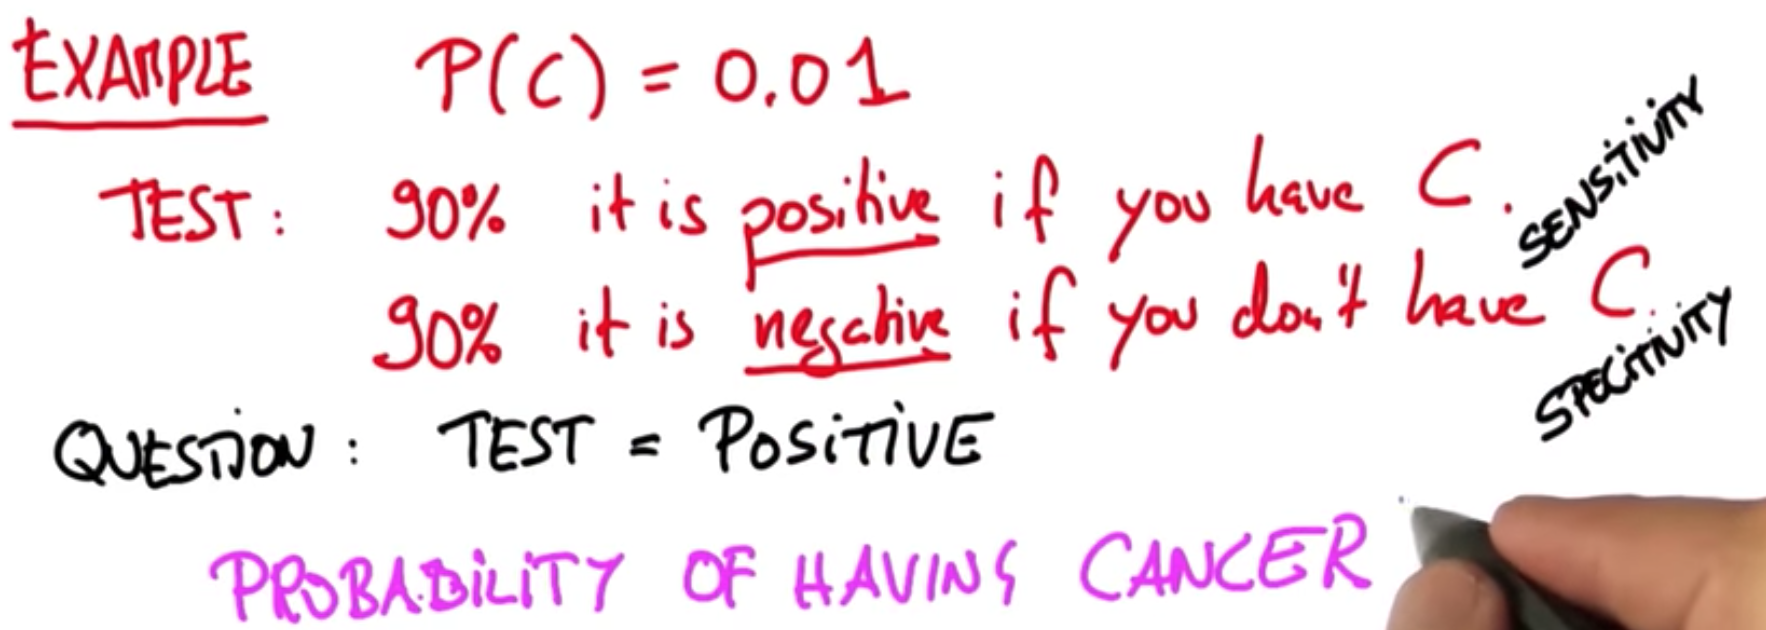 EXAMPLE P(C) = 0.01
TEST: 90% it is positive if you have C. SENSITIVITY
90% it is negative if you don't have C. SPECITIVITY
QUESTION: TEST = POSITIVE
PROBABILITY OF HAVING CANCER